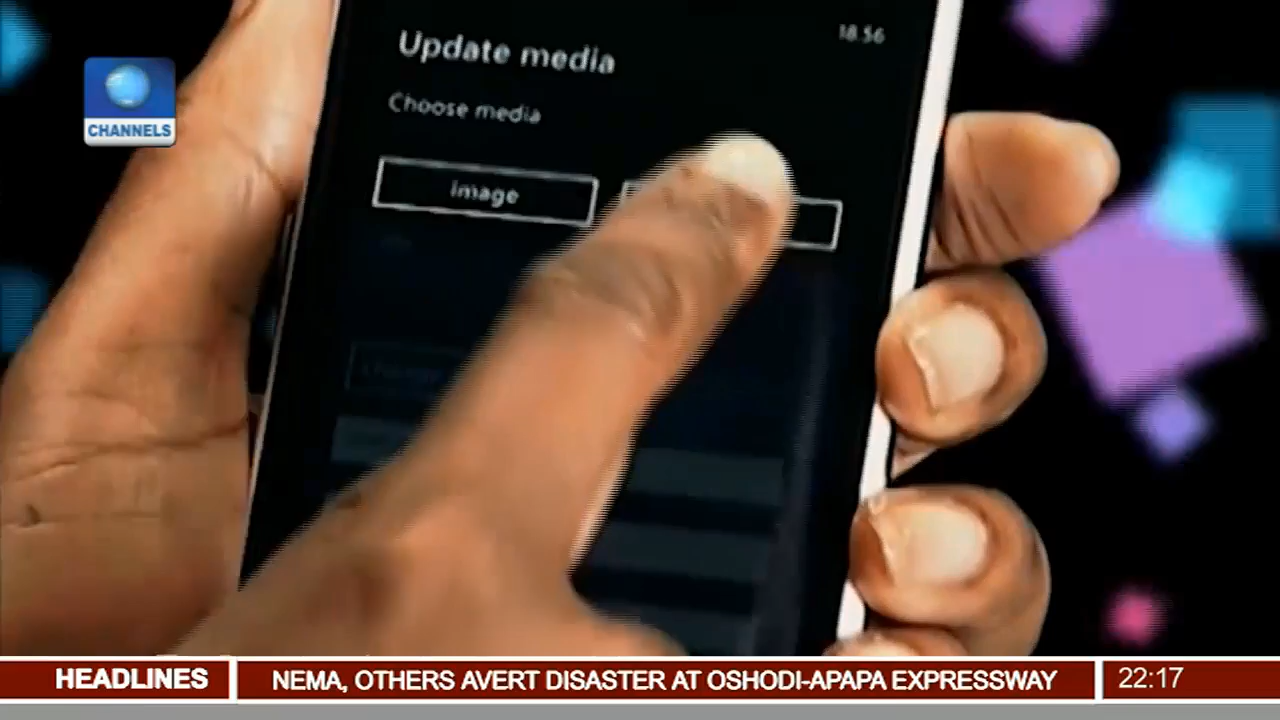 Update media
18.56
Choose media
image
CHANNELS
HEADLINES
NEMA, OTHERS AVERT DISASTER AT OSHODI-APAPA EXPRESSWAY
22:17